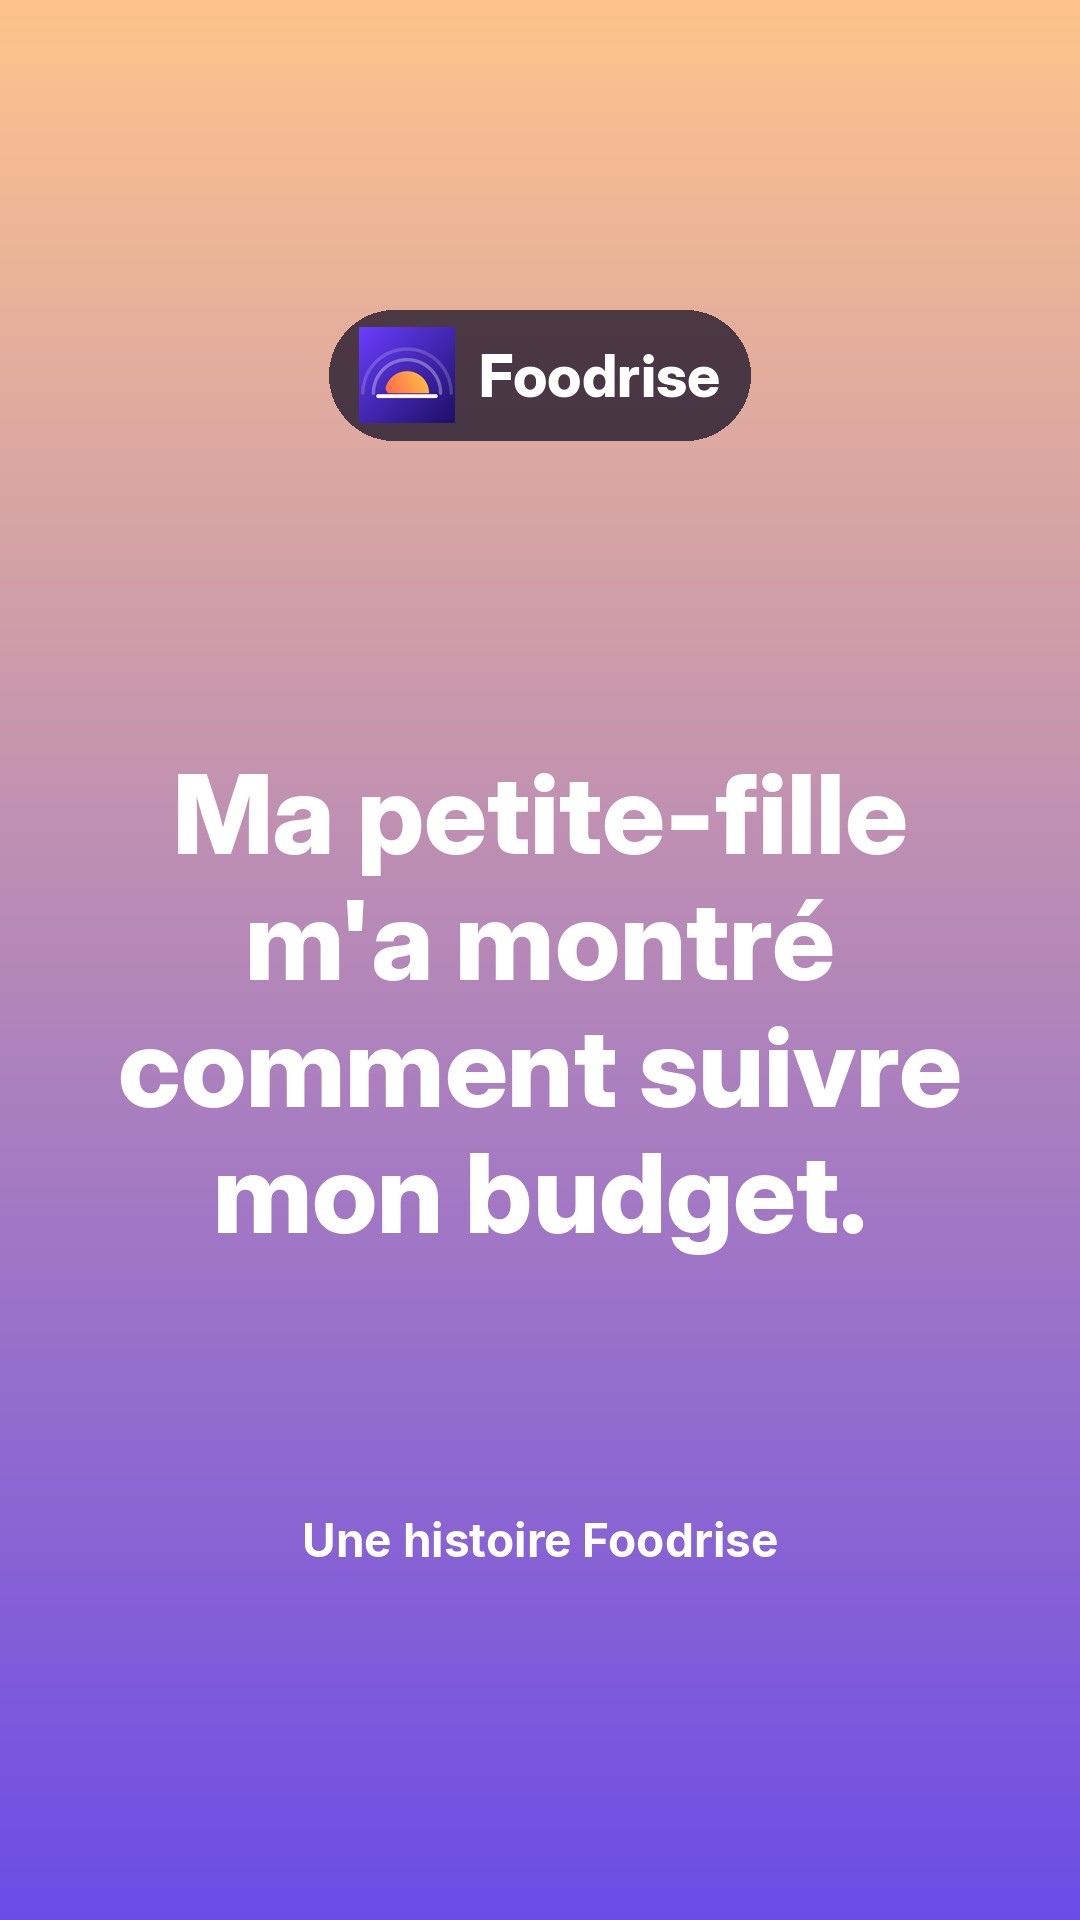 Foodrise
Ma petite-fille
m'a montré
comment suivre
mon budget.
Une histoire Foodrise